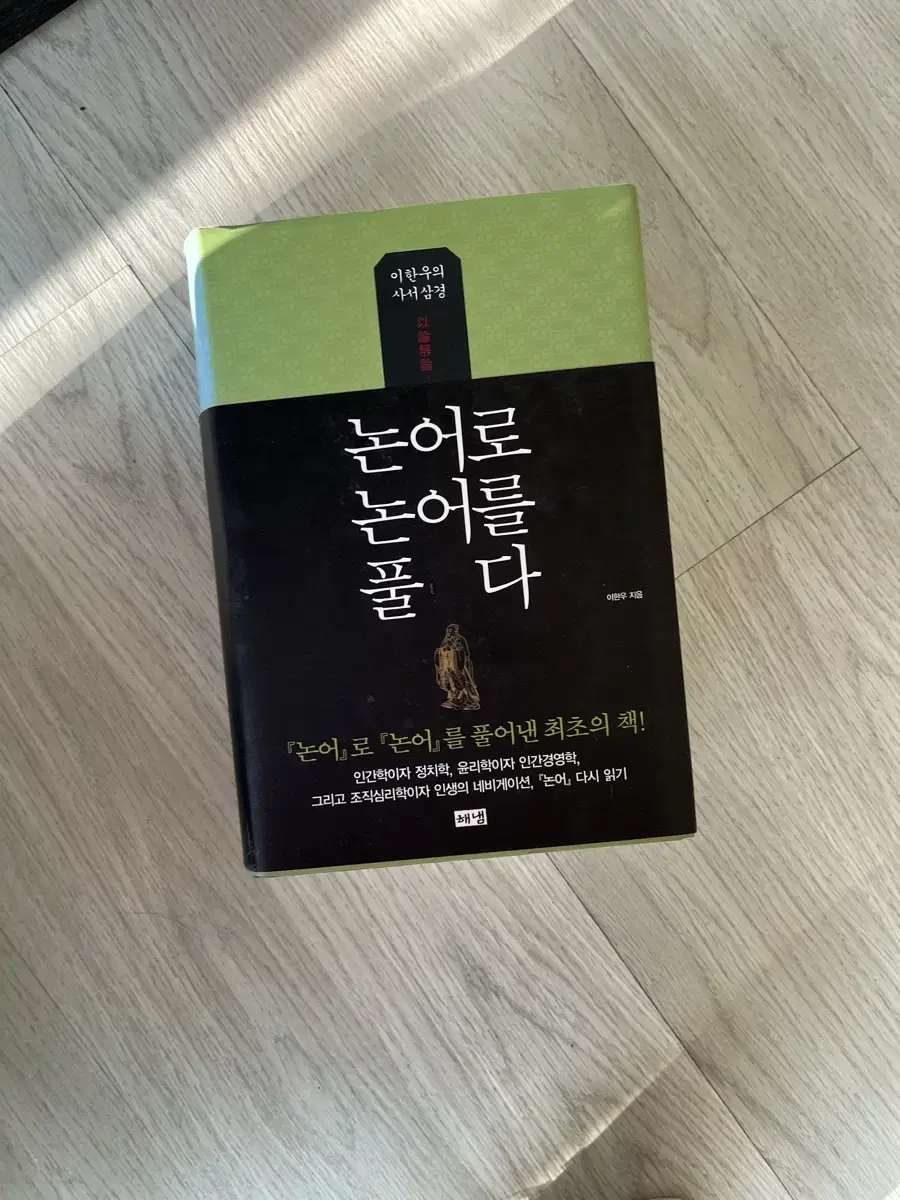 이한우의
사서삼경
以論解論
논어로
논어를
풀 다
이한우 지음
『논어』로 『논어』를 풀어낸 최초의 책!
인간학이자 정치학, 윤리학이자 인간경영학,
그리고 조직심리학이자 인생의 네비게이션, 『논어』 다시 읽기
해냄